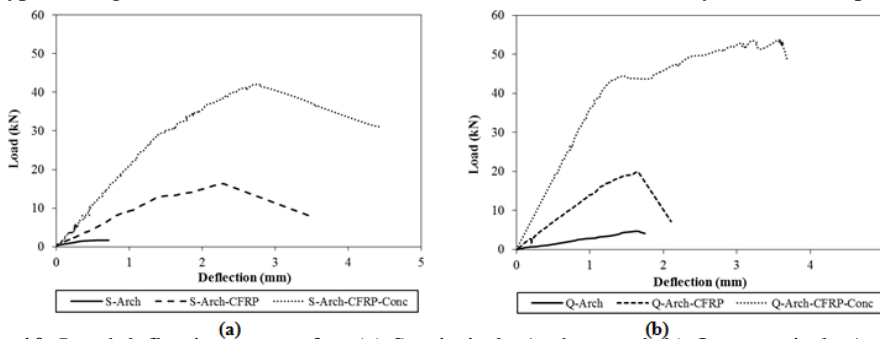 60
50
40
30
20
10
0
Load (kN)
0 1 2 3 4 5
Deflection (mm)
S-Arch S-Arch-CFRP S-Arch-CFRP-Conc
(a)
60
50
40
30
20
10
0
Load (kN)
0 1 2 3 4
Deflection (mm)
Q-Arch Q-Arch-CFRP Q-Arch-CFRP-Conc
(b)